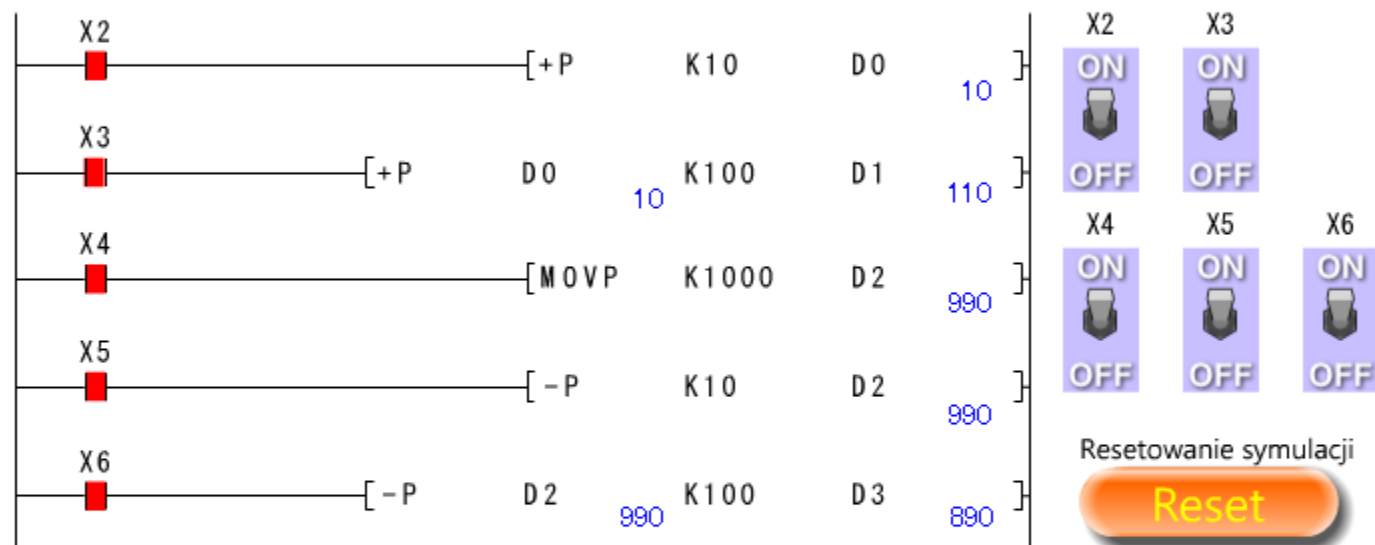 X2
[+P K10 D0 ]
10
X3
[+P D0 K100 D1 ]
10 110
X4
[MOVP K1000 D2 ]
990
X5
[-P K10 D2 ]
990
X6
[-P D2 K100 D3 ]
990 890
X2 X3
ON ON
OFF OFF
X4 X5 X6
ON ON ON
OFF OFF OFF
Resetowanie symulacji
Reset